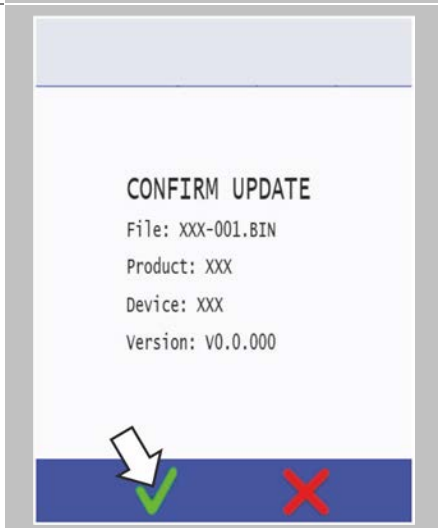 CONFIRM UPDATE
File: XXX-001.BIN
Product: XXX
Device: XXX
Version: V0.0.000